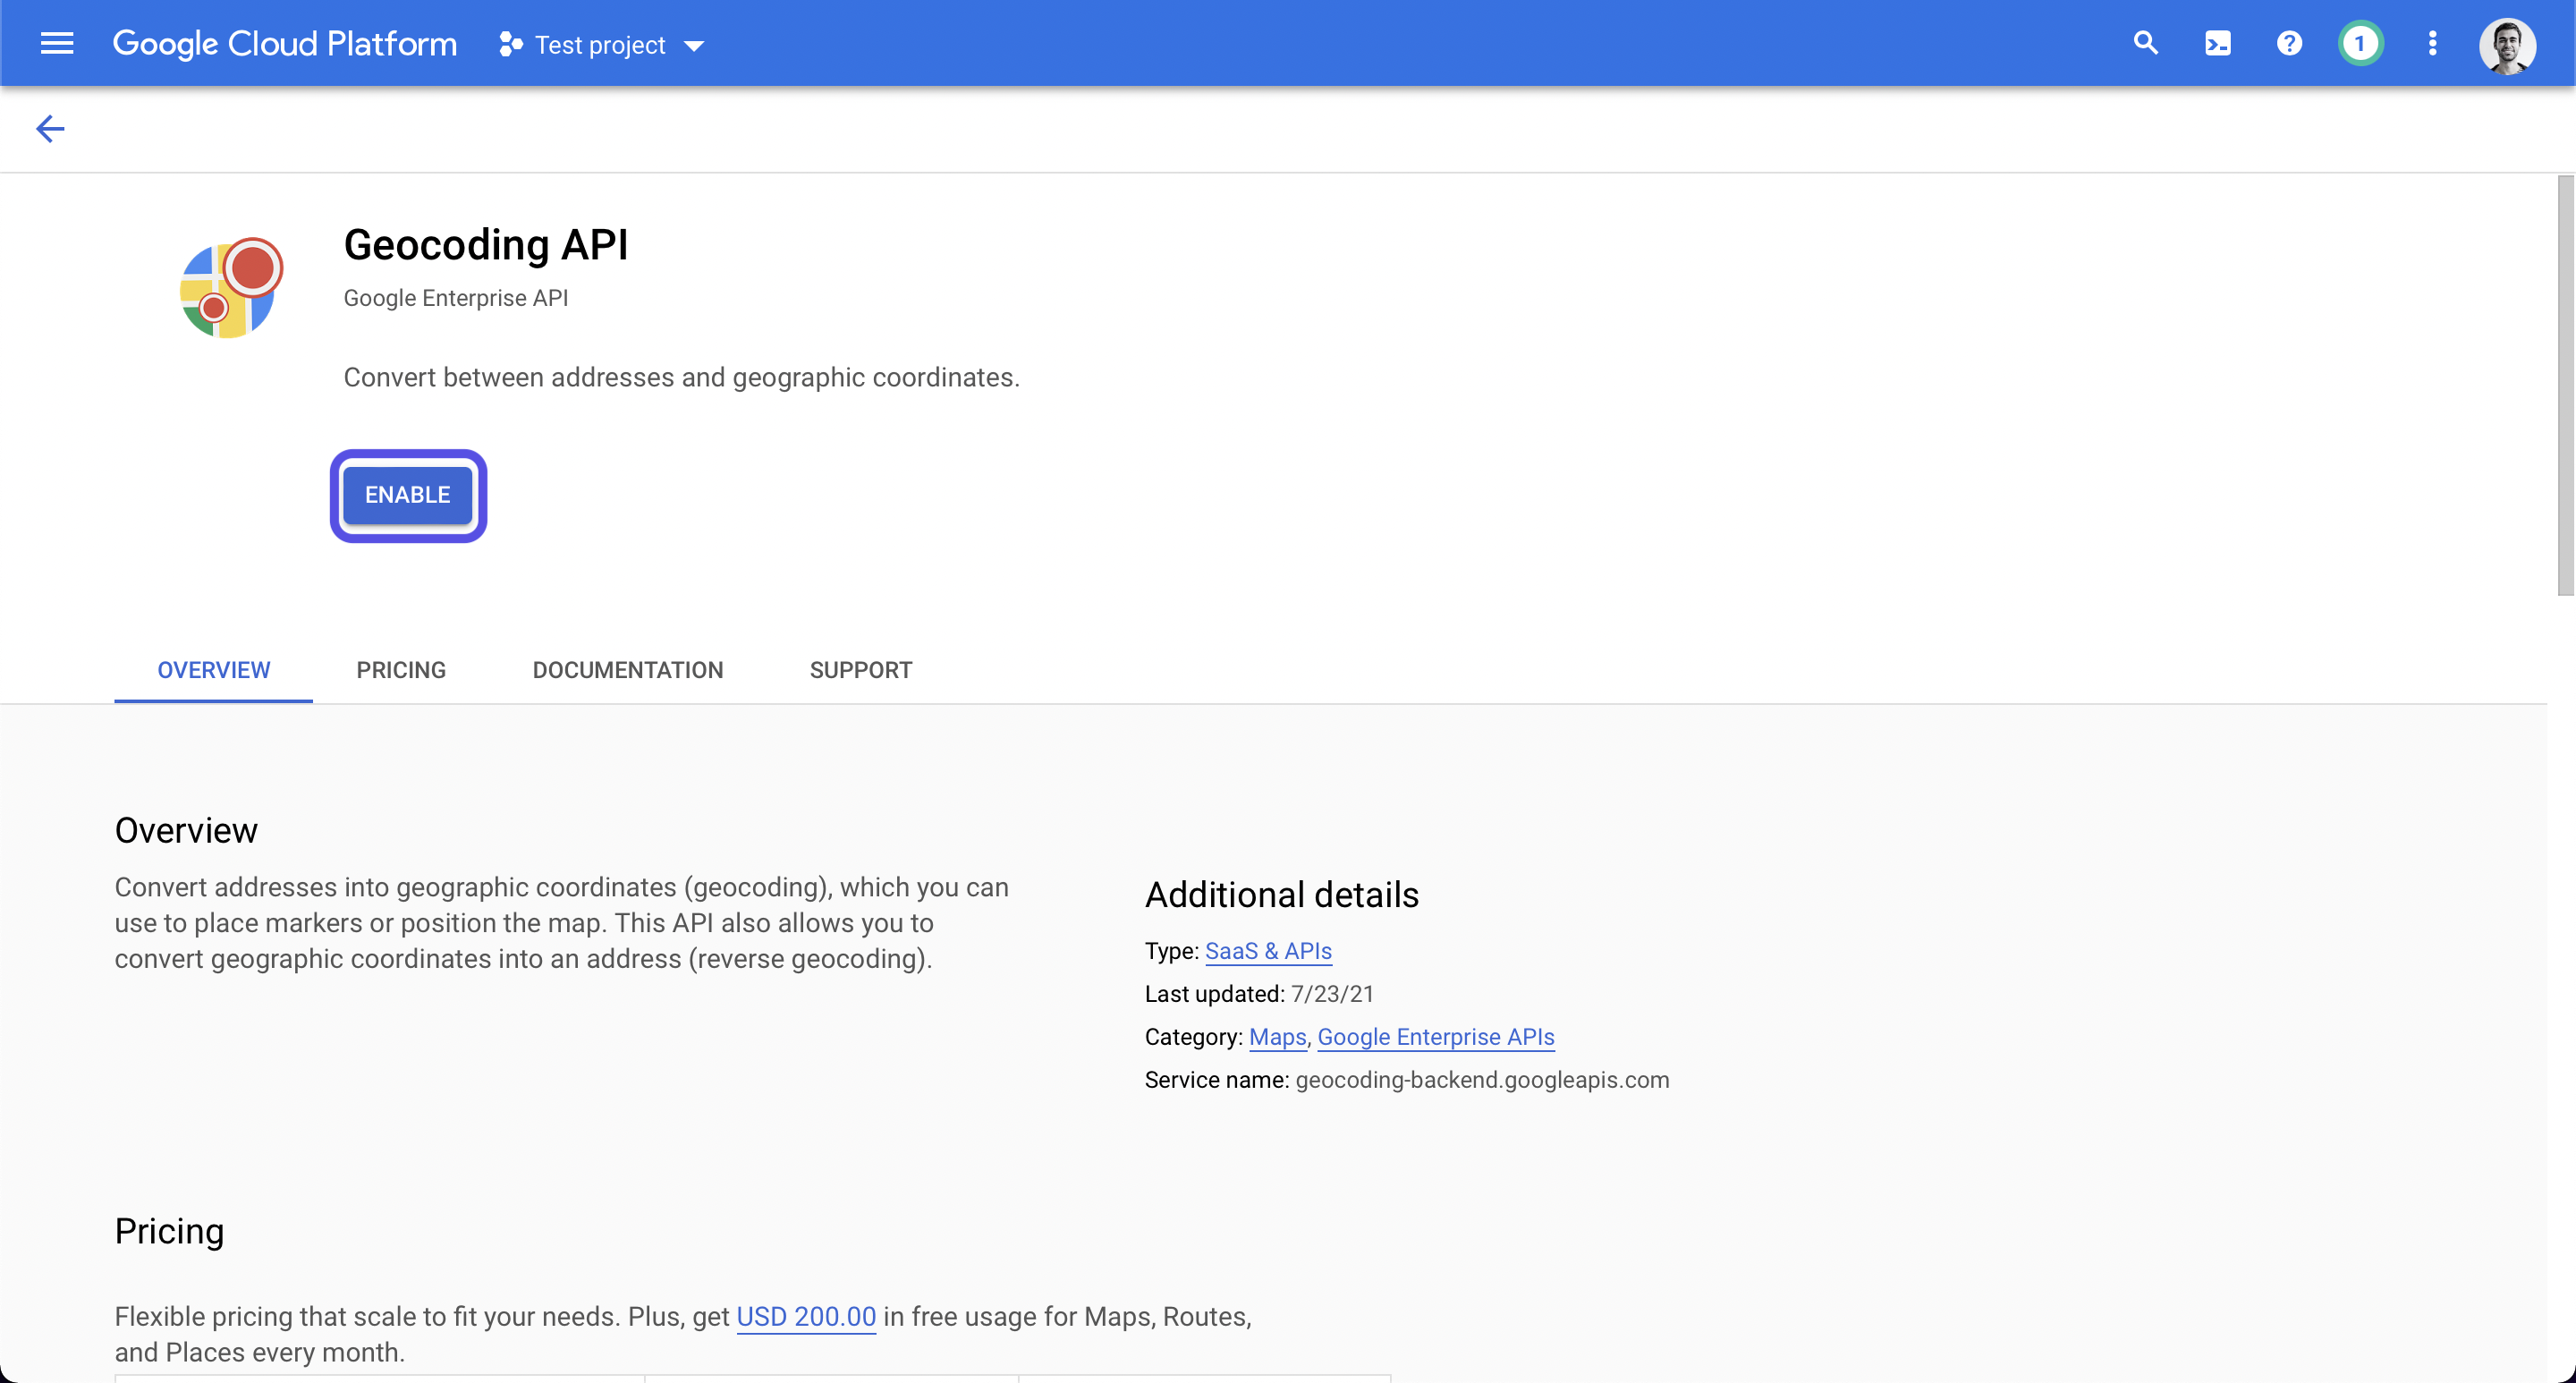 Google Cloud Platform
Test project
1
Geocoding API
Google Enterprise API
Convert between addresses and geographic coordinates.
ENABLE
OVERVIEW PRICING DOCUMENTATION SUPPORT
Overview
Convert addresses into geographic coordinates (geocoding), which you can
use to place markers or position the map. This API also allows you to
convert geographic coordinates into an address (reverse geocoding).
Additional details
Type: SaaS & APIs
Last updated: 7/23/21
Category: Maps, Google Enterprise APIs
Service name: geocoding-backend.googleapis.com
Pricing
Flexible pricing that scale to fit your needs. Plus, get USD 200.00 in free usage for Maps, Routes,
and Places every month.